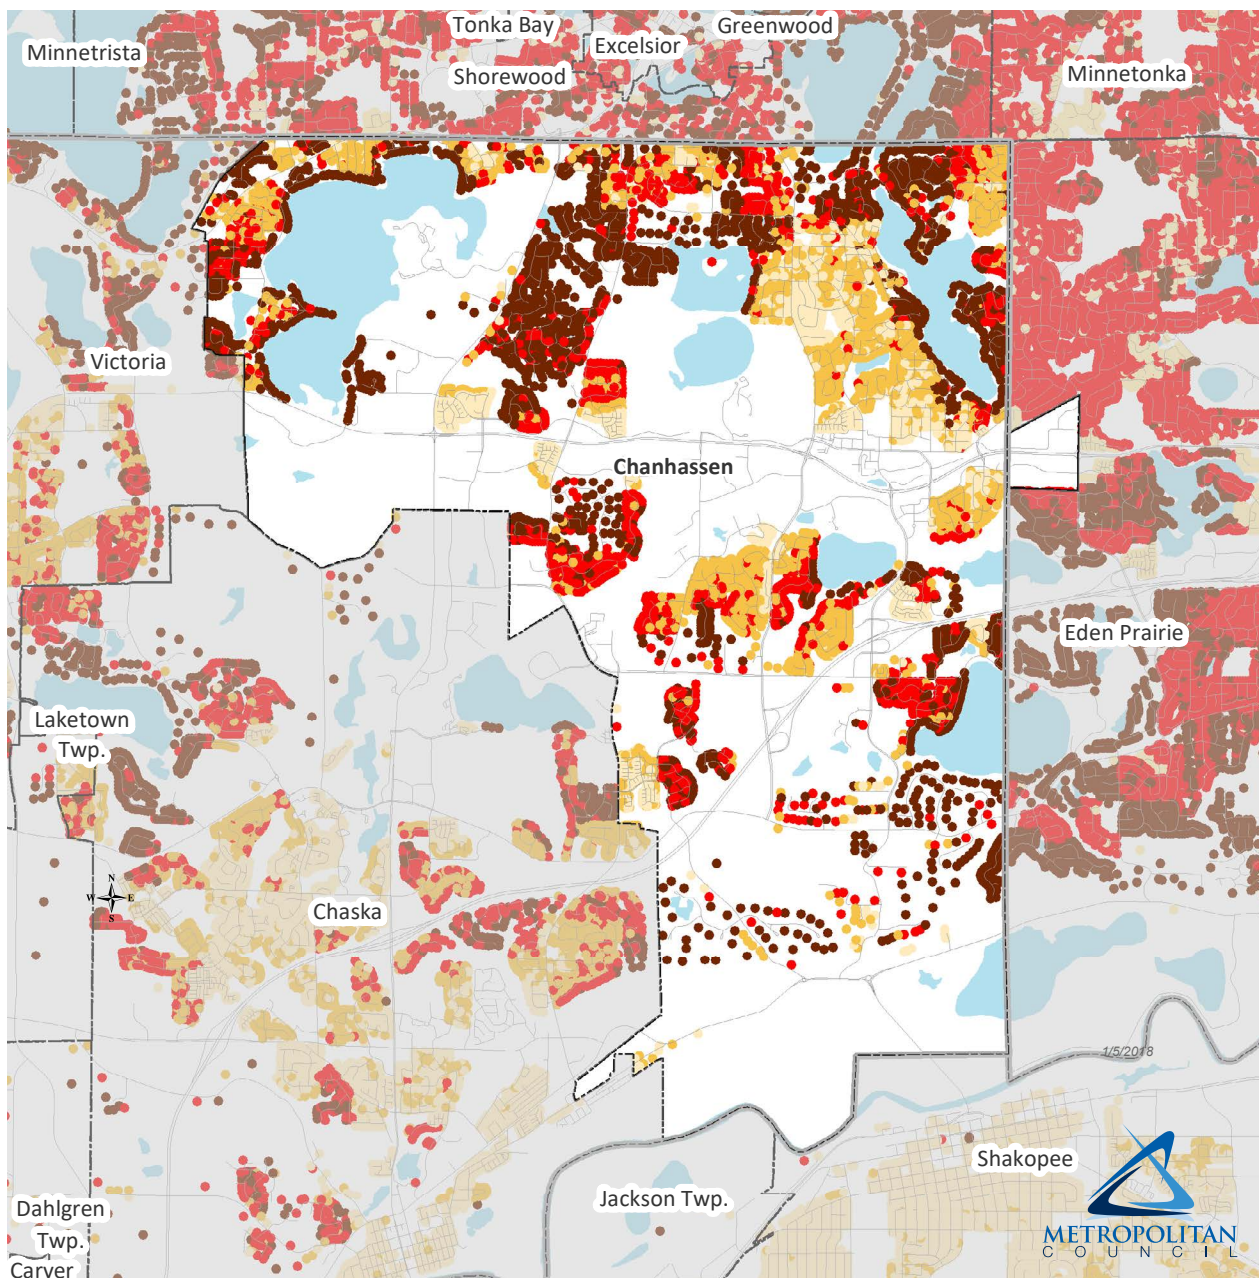 Tonka Bay
Greenwood
Minnetrista
Excelsior
Shorewood
Minnetonka
Victoria
Chanhassen
Eden Prairie
Laketown
Twp.
N
W E
S
Chaska
1/5/2018
Shakopee
Jackson Twp.
Dahlgren
Twp.
Carver
METROPOLITAN
COUNCIL